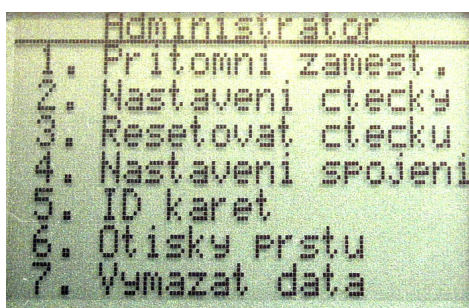 Administrator
1. Pritomni zamest.
2. Nastaveni ctecky
3. Resetovat ctecku
4. Nastaveni spojeni
5. ID karet
6. Otisky prstu
7. Vymazat data